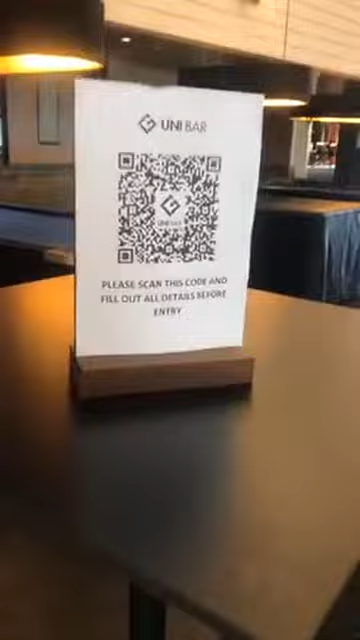 UNI BAR
PLEASE SCAN THIS CODE AND
FILL OUT ALL DETAILS BEFORE
ENTRY